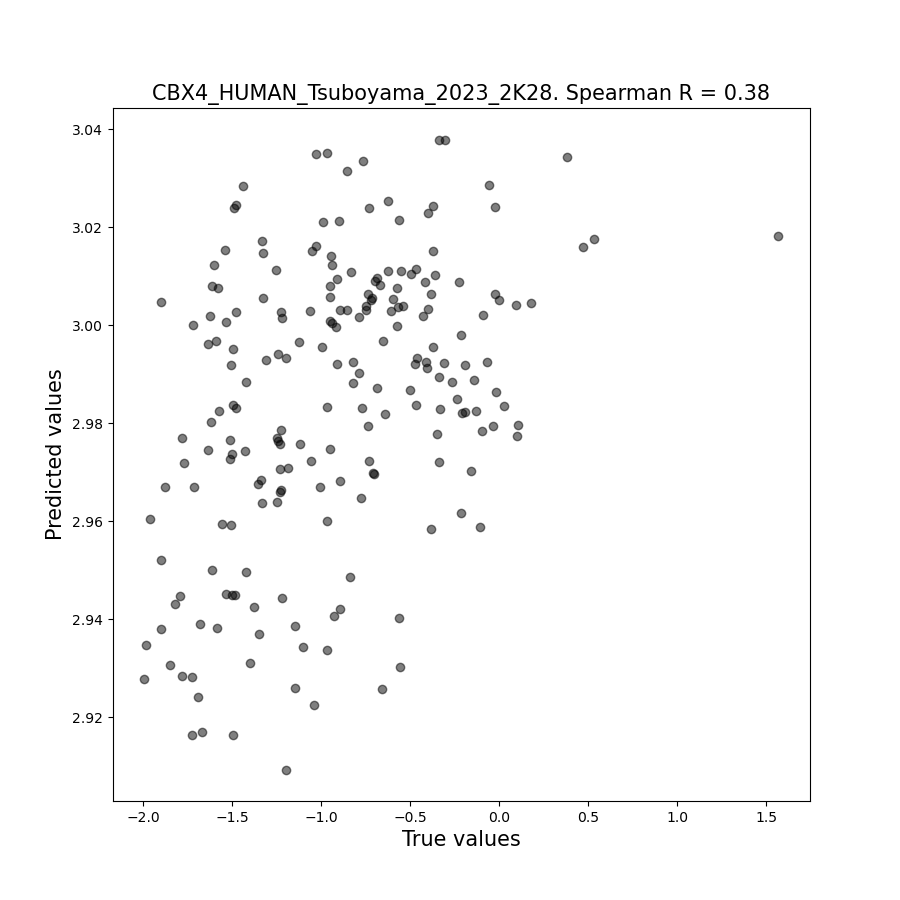 CBX4_HUMAN_Tsuboyama_2023_2K28. Spearman R = 0.38
3.04
3.02
3.00
2.98
2.96
2.94
2.92
Predicted values
−2.0 −1.5 −1.0 −0.5 0.0 0.5 1.0 1.5
True values